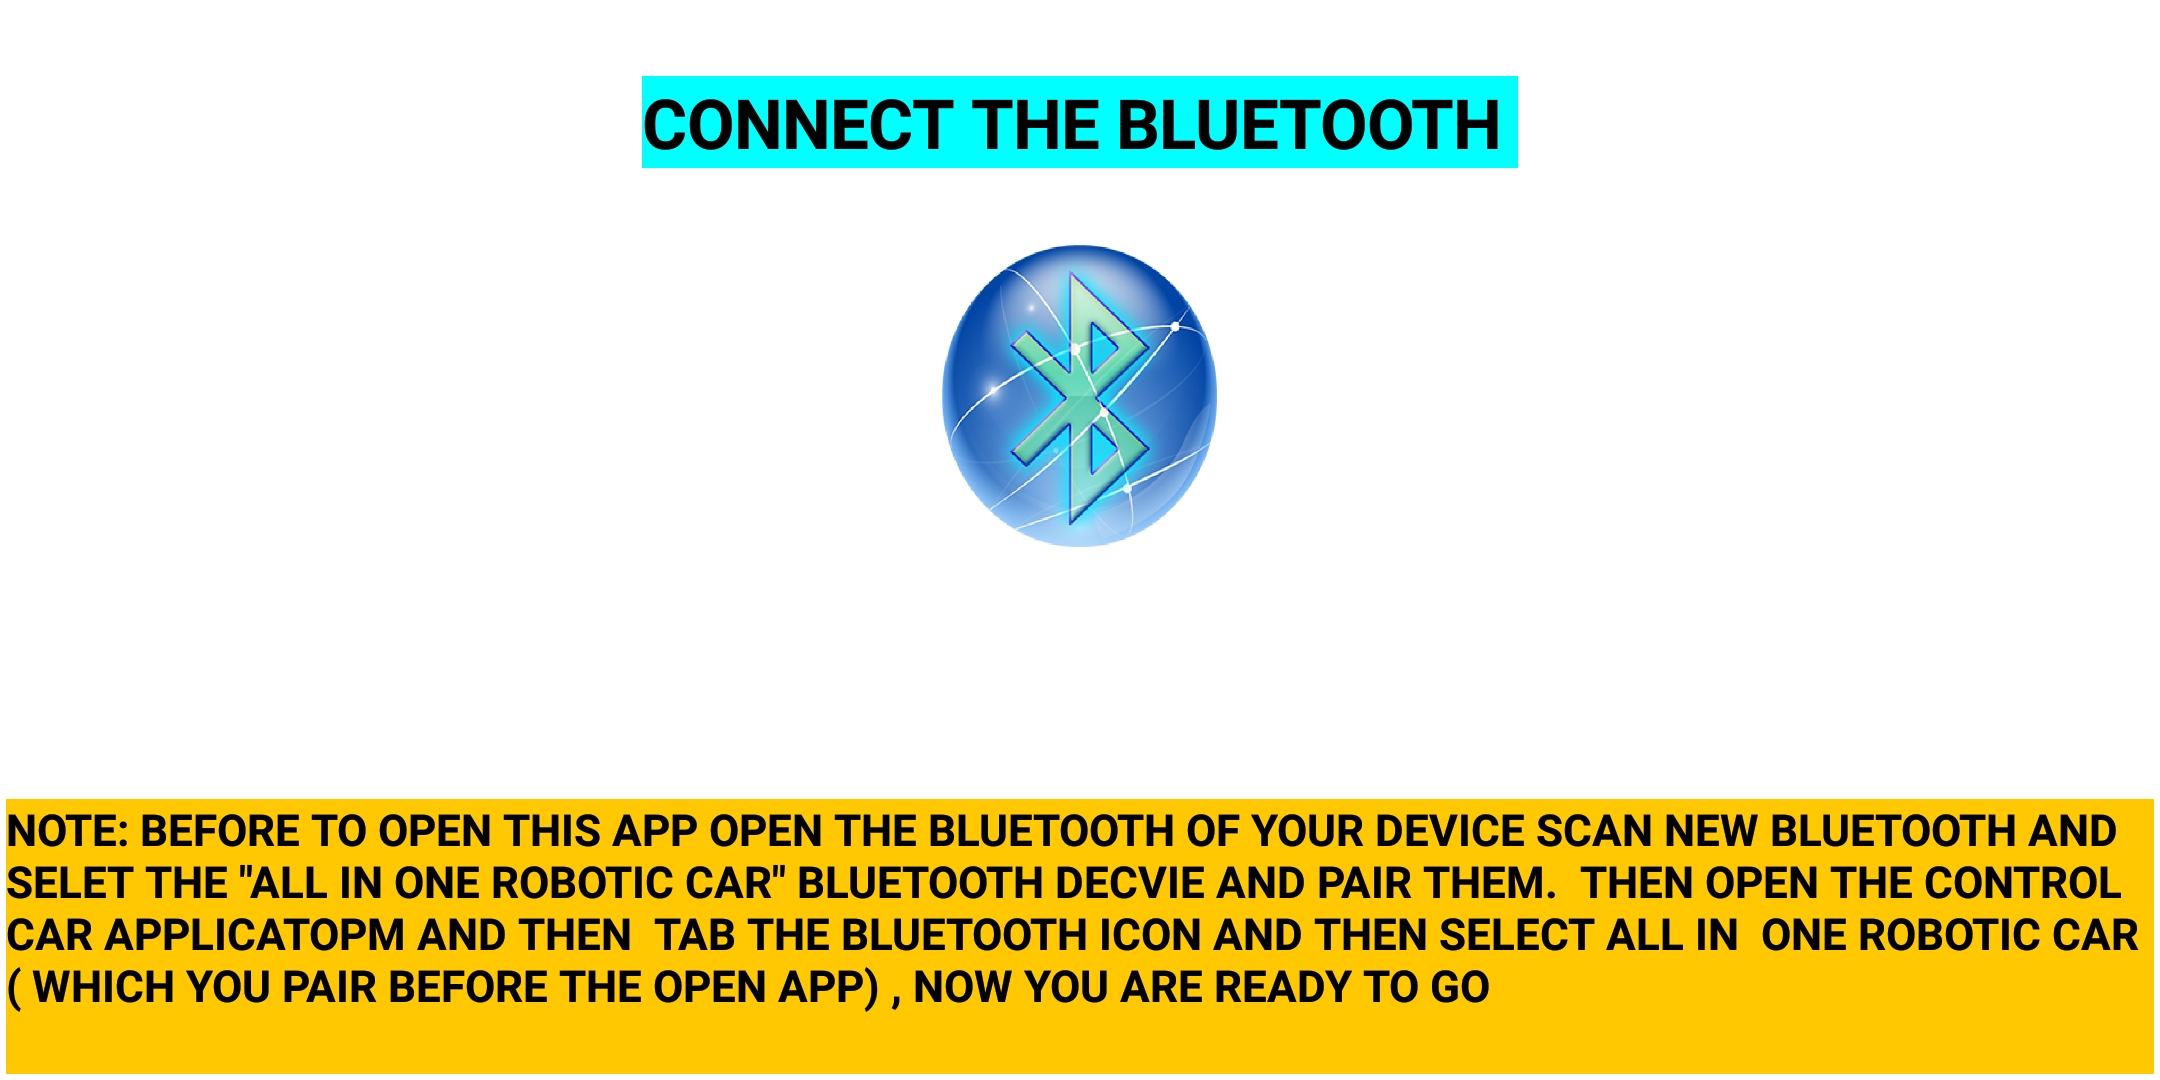 CONNECT THE BLUETOOTH
NOTE: BEFORE TO OPEN THIS APP OPEN THE BLUETOOTH OF YOUR DEVICE SCAN NEW BLUETOOTH AND
SELET THE "ALL IN ONE ROBOTIC CAR" BLUETOOTH DECVIE AND PAIR THEM.  THEN OPEN THE CONTROL
CAR APPLICATOPM AND THEN  TAB THE BLUETOOTH ICON AND THEN SELECT ALL IN  ONE ROBOTIC CAR
( WHICH YOU PAIR BEFORE THE OPEN APP) , NOW YOU ARE READY TO GO